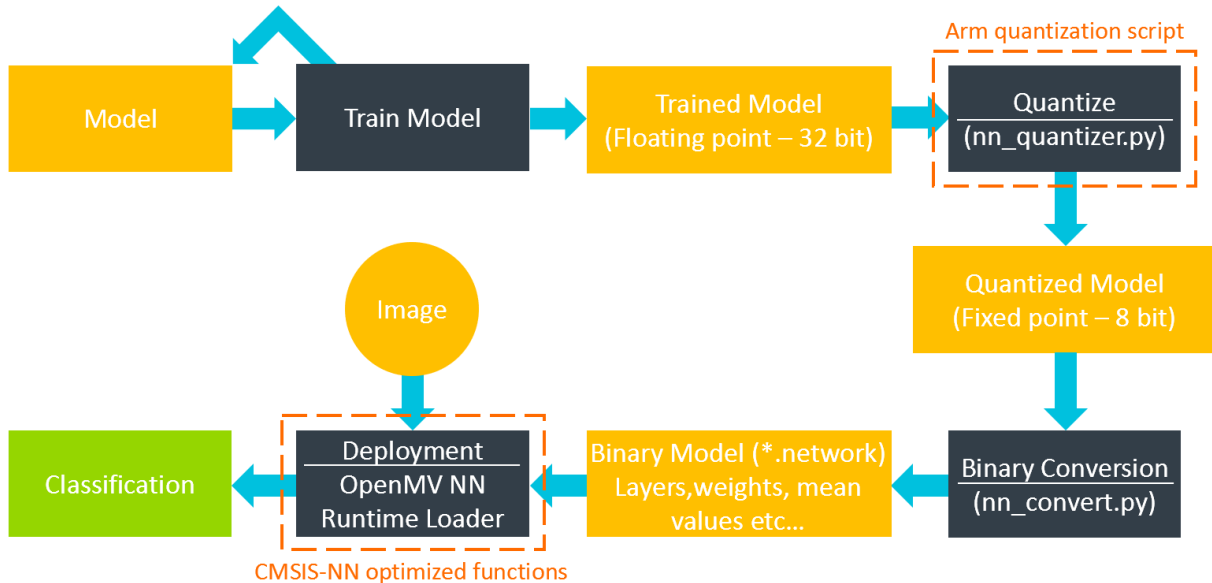 Arm quantization script
Model
Train Model
Trained Model
(Floating point – 32 bit)
Quantize
(nn_quantizer.py)
Quantized Model
(Fixed point – 8 bit)
Image
Classification
Deployment
OpenMV NN
Runtime Loader
Binary Model (*.network)
Layers,weights, mean
values etc...
Binary Conversion
(nn_convert.py)
CMSIS-NN optimized functions